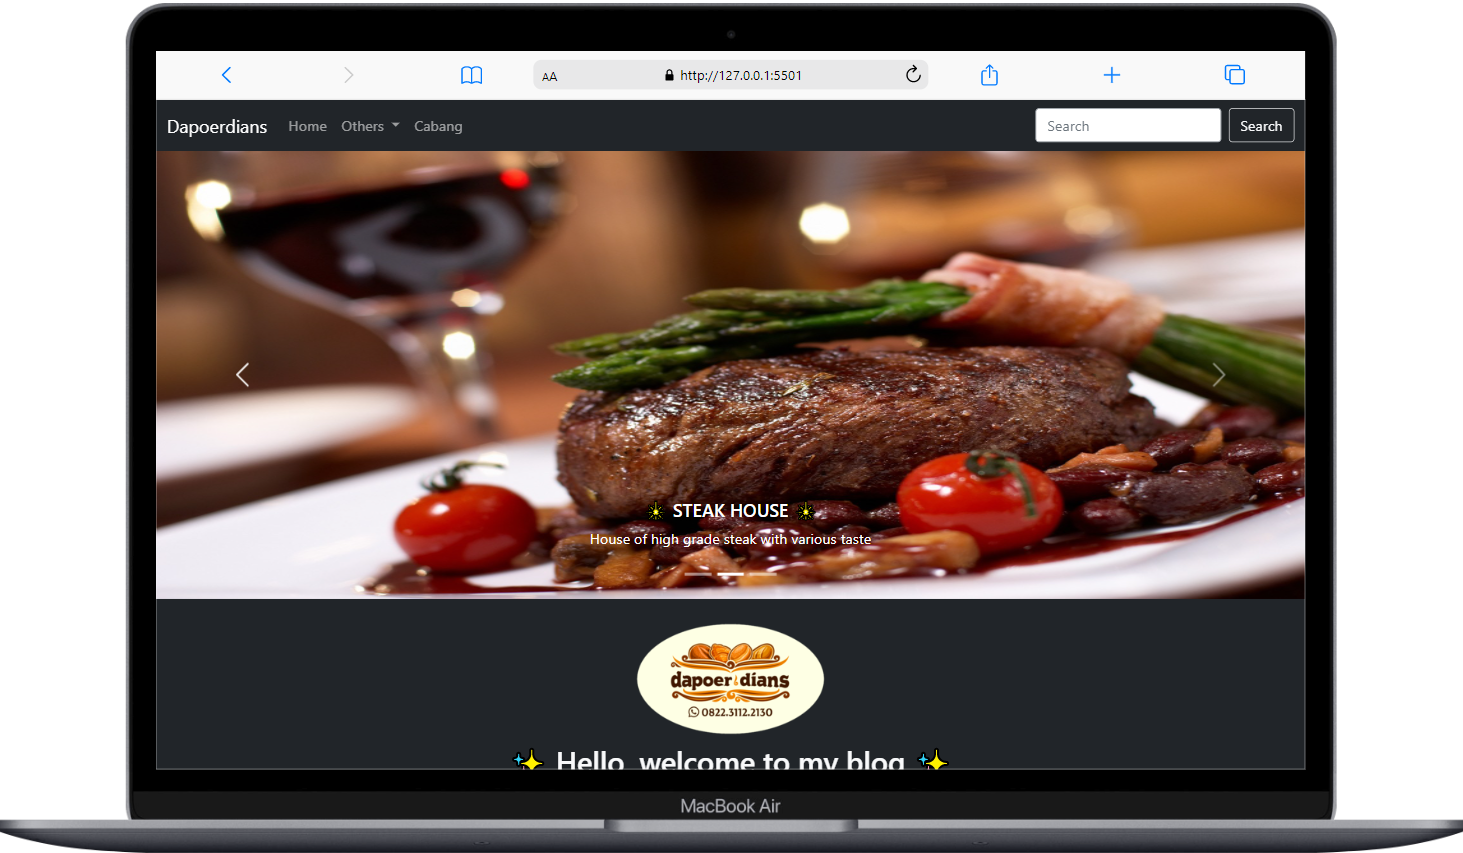 AA http://127.0.0.1:5501
Dapoerdians Home Others Cabang Search Search
STEAK HOUSE
House of high grade steak with various taste
dapoer dians
0822.3112.2130
✨ Hello, welcome to my blog ✨
MacBook Air